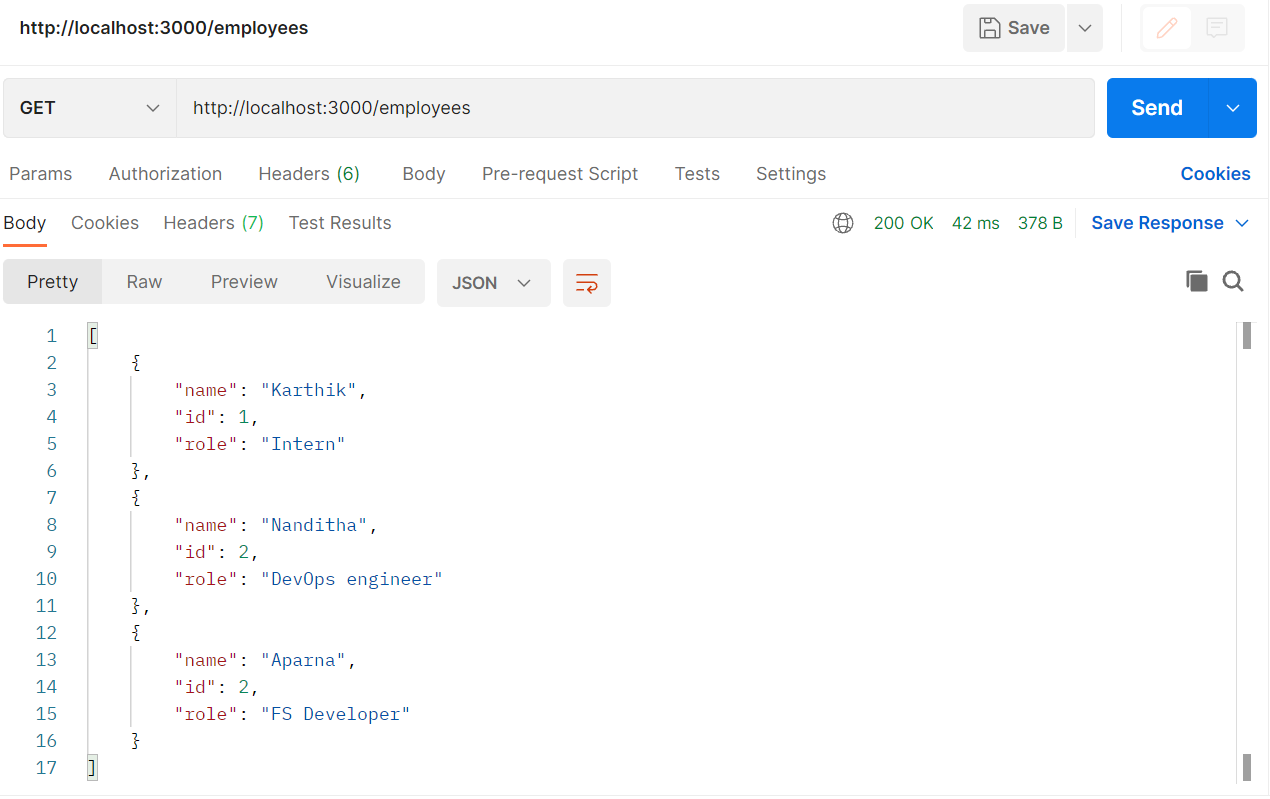 http://localhost:3000/employees
Save
GET
http://localhost:3000/employees
Send
Params Authorization Headers (6) Body Pre-request Script Tests Settings Cookies
Body Cookies Headers (7) Test Results 200 OK 42 ms 378 B Save Response
Pretty Raw Preview Visualize JSON
1 [
2 {
3 "name": "Karthik",
4 "id": 1,
5 "role": "Intern"
6 },
7 {
8 "name": "Nanditha",
9 "id": 2,
10 "role": "DevOps engineer"
11 },
12 {
13 "name": "Aparna",
14 "id": 2,
15 "role": "FS Developer"
16 }
17 ]